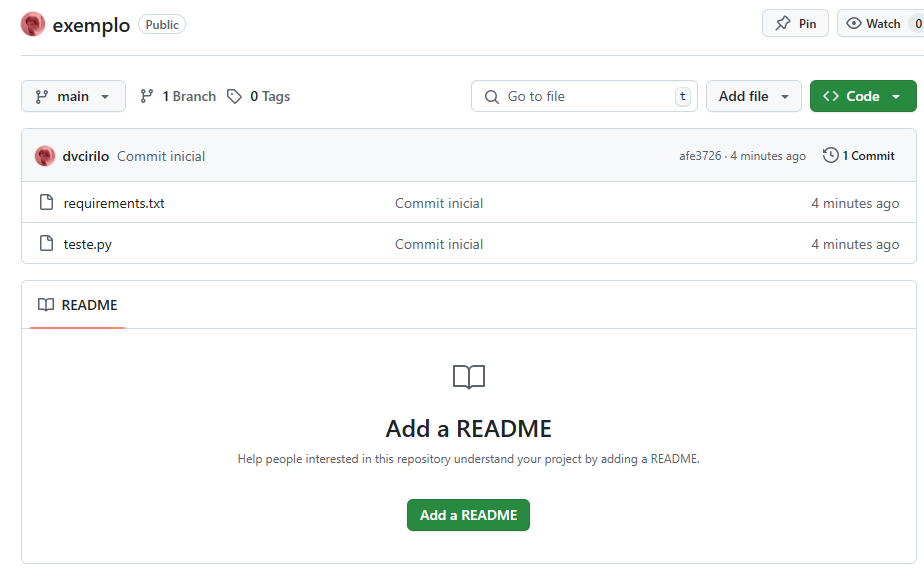 exemplo Public Pin Watch 0
main 1 Branch 0 Tags Go to file t Add file Code
dvcirilo Commit inicial afe3726 · 4 minutes ago 1 Commit
requirements.txt Commit inicial 4 minutes ago
teste.py Commit inicial 4 minutes ago
README
Add a README
Help people interested in this repository understand your project by adding a README.
Add a README